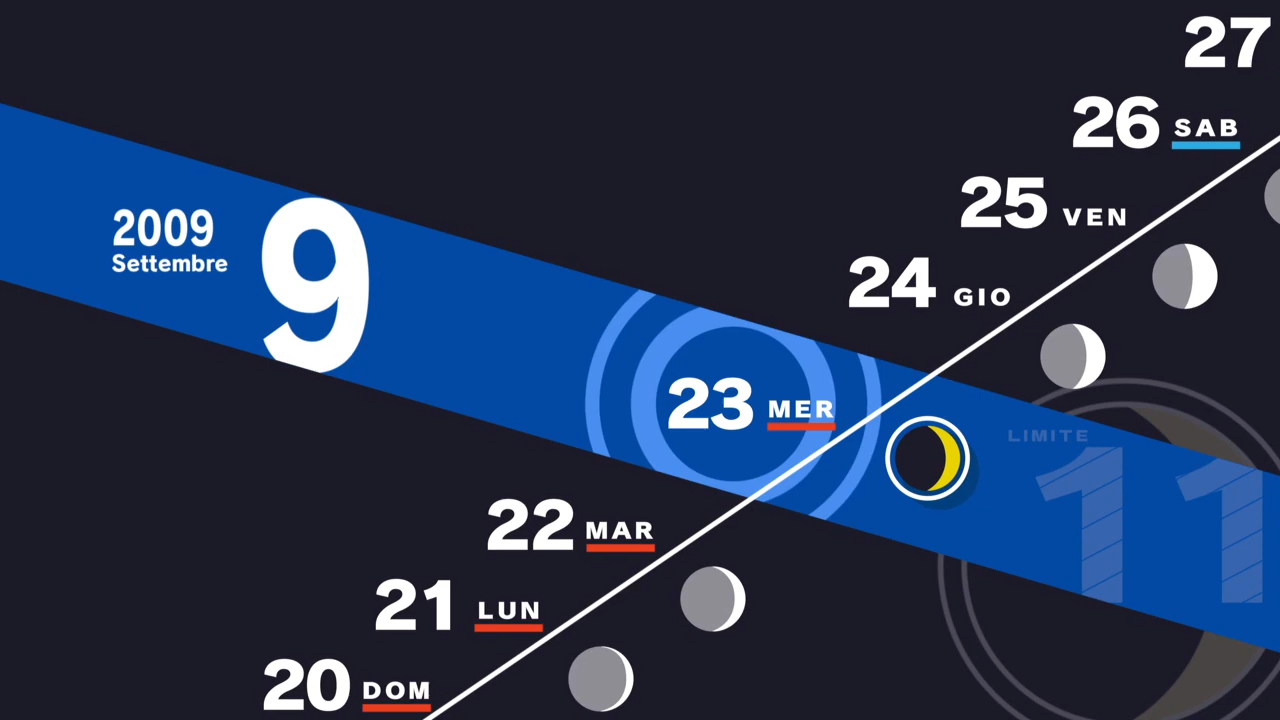 27
26 SAB
25 VEN
2009
Settembre
9
24 GIO
23 MER
LIMITE
11
22 MAR
21 LUN
20 DOM